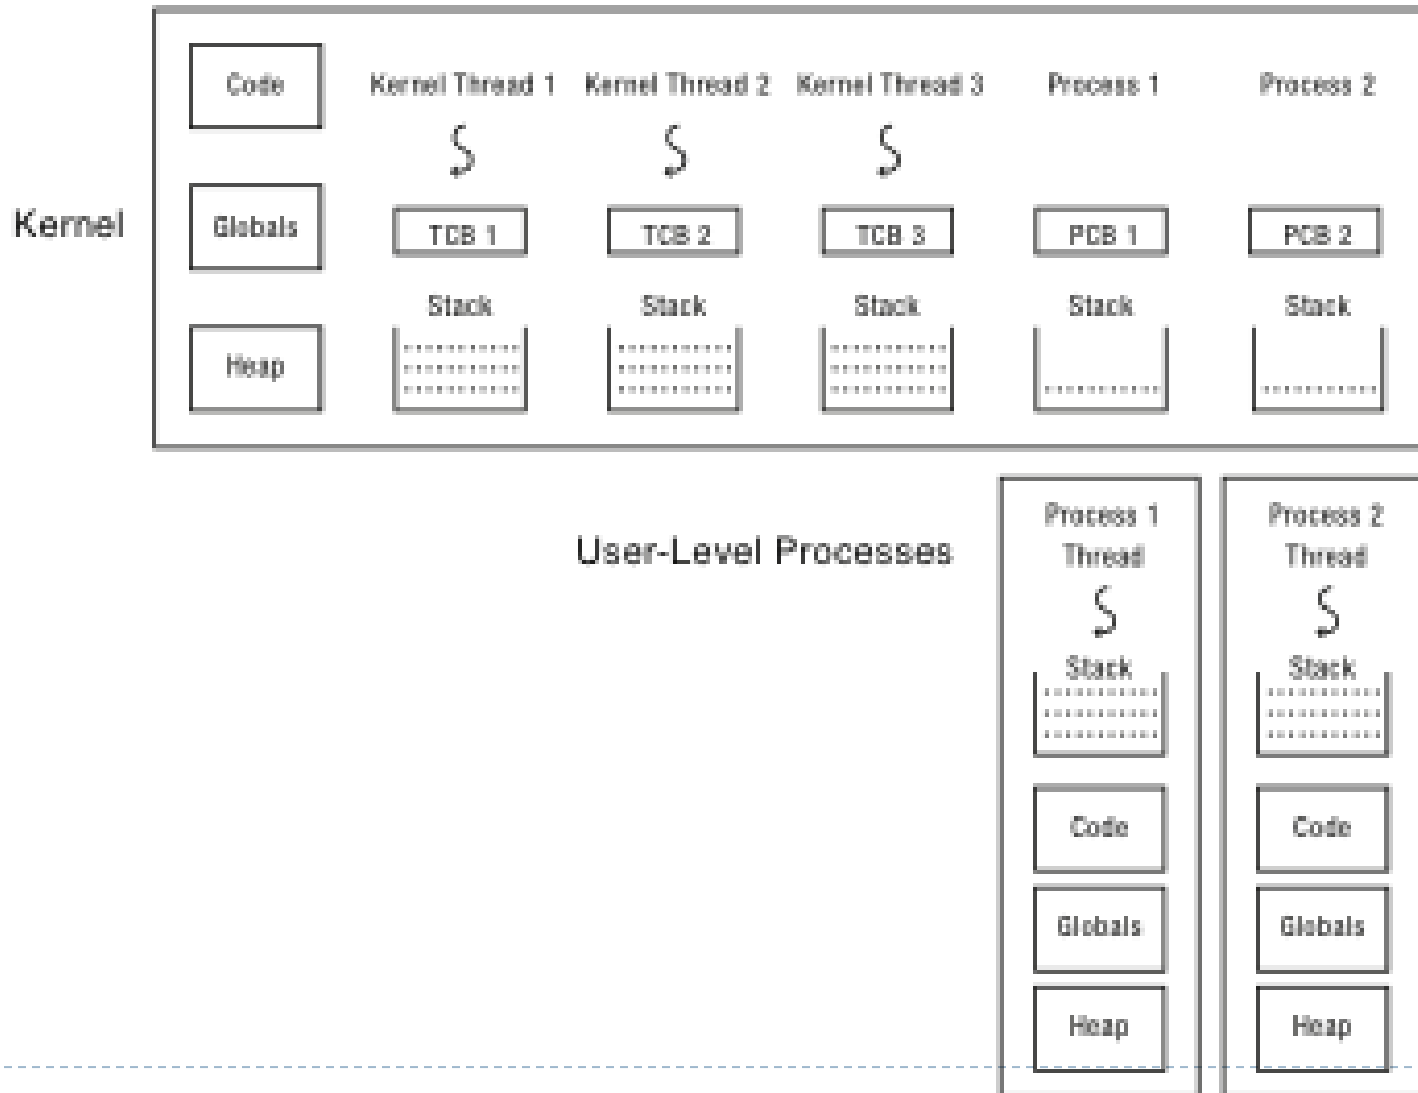 Code Kernel Thread 1 Kernel Thread 2 Kernel Thread 3 Process 1 Process 2
Kernel Globals TCB 1 TCB 2 TCB 3 PCB 1 PCB 2
Stack Stack Stack Stack Stack
Heap
User-Level Processes
Process 1
Thread
Stack
Code
Globals
Heap
Process 2
Thread
Stack
Code
Globals
Heap